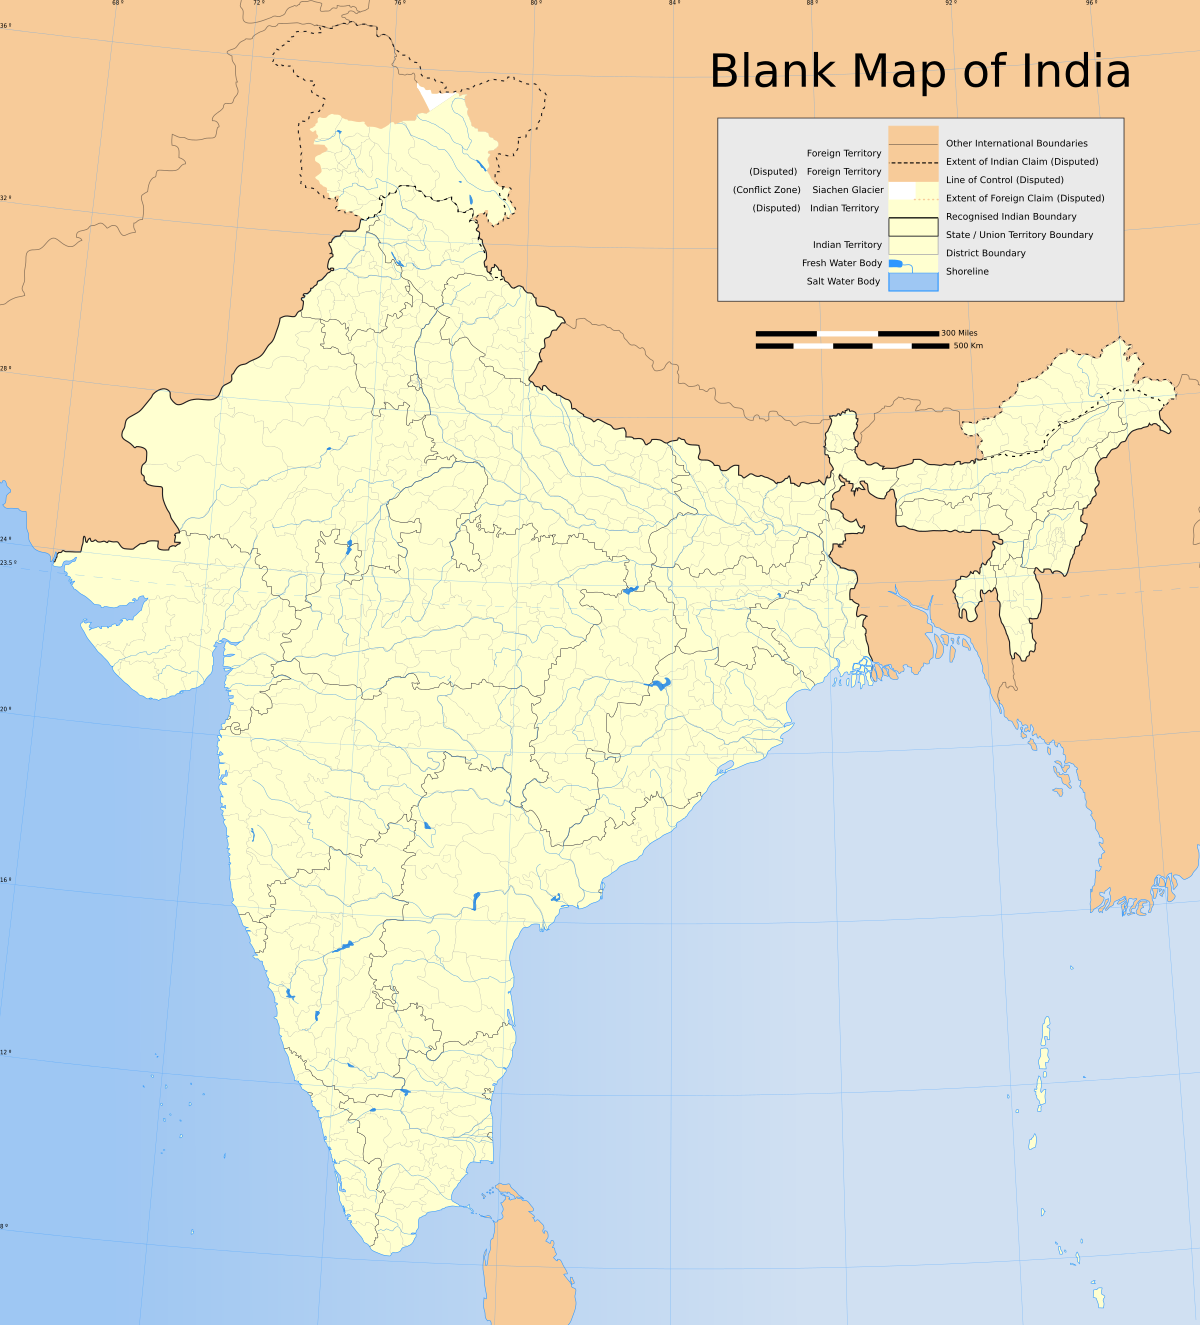 68 º 72 º 76 º 80 º 84 º 88 º 92 º 96 º
36 º
Blank Map of India
Other International Boundaries
Foreign Territory
Extent of Indian Claim (Disputed)
(Disputed) Foreign Territory
Line of Control (Disputed)
(Conflict Zone) Siachen Glacier
Extent of Foreign Claim (Disputed)
(Disputed) Indian Territory
Recognised Indian Boundary
State / Union Territory Boundary
Indian Territory
District Boundary
Fresh Water Body
Shoreline
Salt Water Body
32 º
300 Miles
500 Km
28 º
24 º
23.5 º
20 º
16 º
12 º
8 º